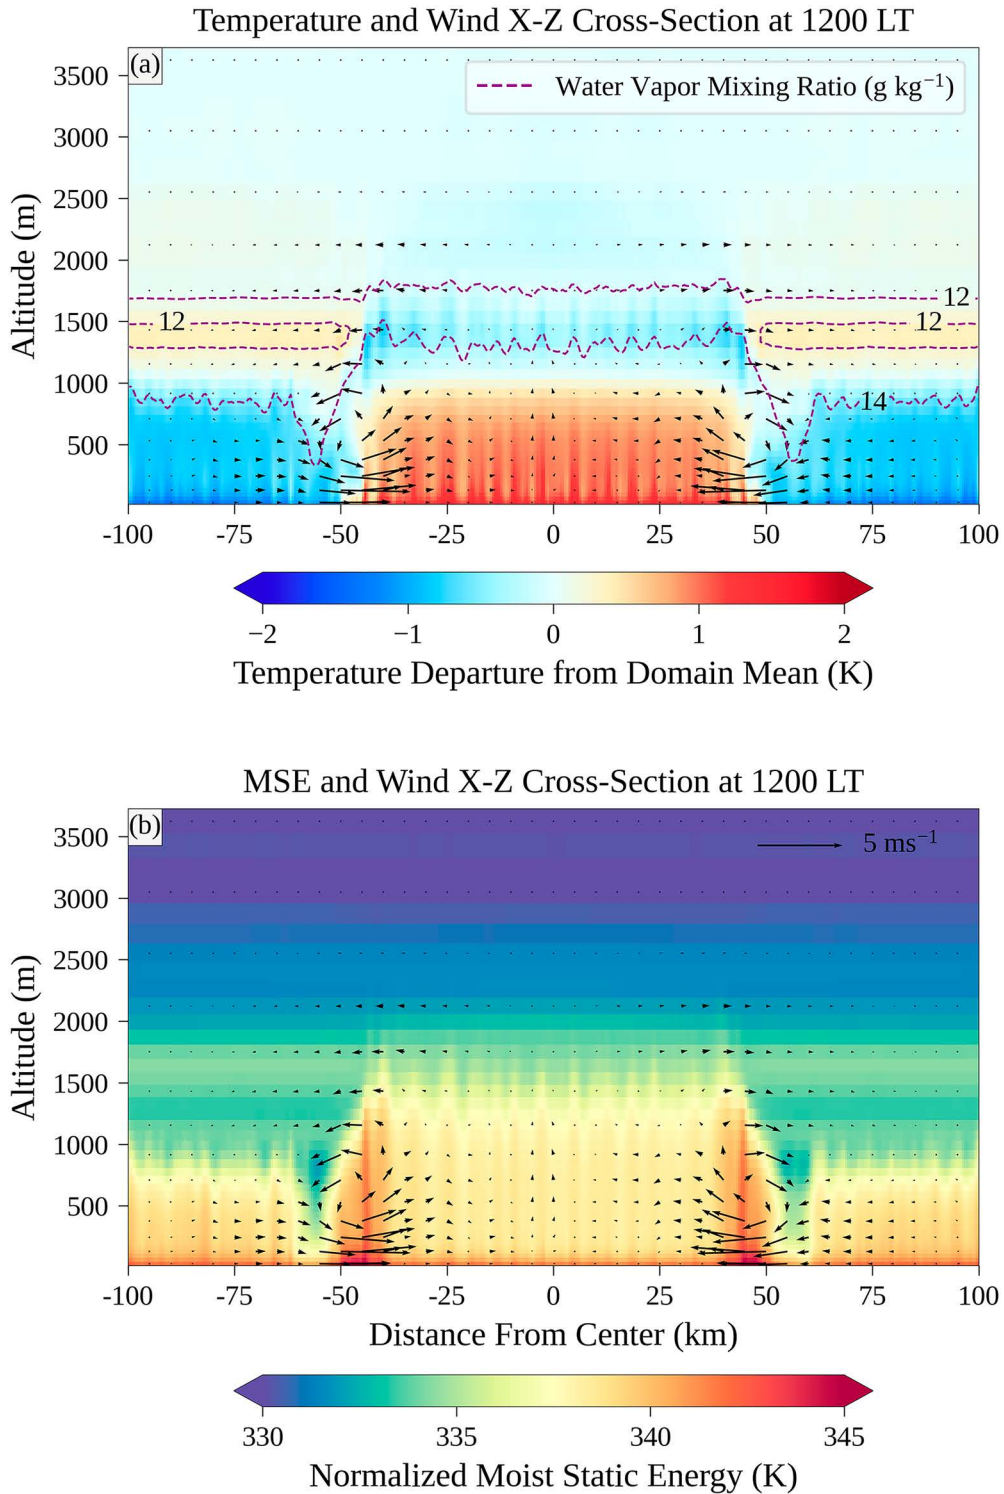 Temperature and Wind X-Z Cross-Section at 1200 LT
(a)
Water Vapor Mixing Ratio (g kg⁻¹)
3500
3000
2500
2000
1500
1000
500
Altitude (m)
12
12
12
14
-100 -75 -50 -25 0 25 50 75 100
−2 −1 0 1 2
Temperature Departure from Domain Mean (K)
MSE and Wind X-Z Cross-Section at 1200 LT
(b)
5 ms⁻¹
3500
3000
2500
2000
1500
1000
500
Altitude (m)
-100 -75 -50 -25 0 25 50 75 100
Distance From Center (km)
330 335 340 345
Normalized Moist Static Energy (K)